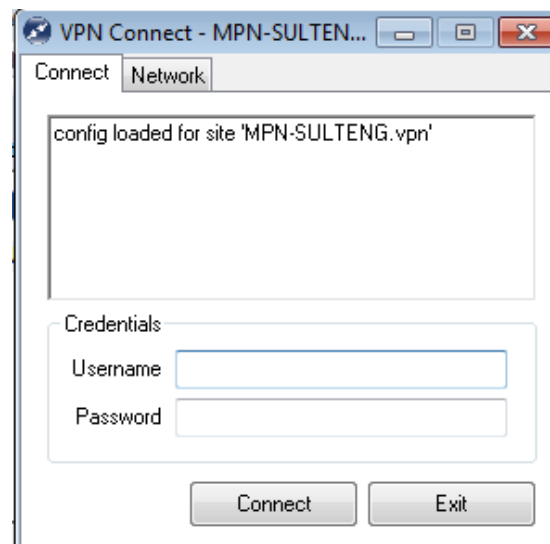 VPN Connect - MPN-SULTEN...
Connect Network
config loaded for site 'MPN-SULTENG.vpn'
Credentials
Username
Password
Connect Exit